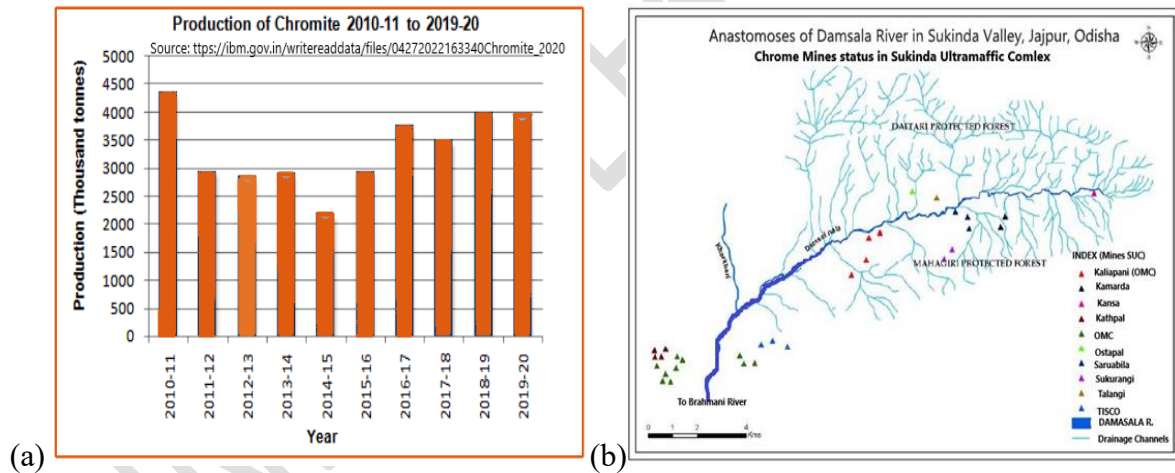 Production of Chromite 2010-11 to 2019-20
Source: ttps://ibm.gov.in/writereaddata/files/04272022163340Chromite_2020
Production (Thousand tonnes)
5000
4500
4000
3500
3000
2500
2000
1500
1000
500
0
2010-11
2011-12
2012-13
2013-14
2014-15
2015-16
2016-17
2017-18
2018-19
2019-20
Year
(a)
Anastomoses of Damsala River in Sukinda Valley, Jajpur, Odisha
Chrome Mines status in Sukinda Ultramaffic Comlex
DAITARI PROTECTED FOREST
Damsal nala
MAHAGIRI PROTECTED FOREST
To Brahmani River
0 2 4
Kms
INDEX (Mines SUC)
Kaliapani (OMC)
Kamarda
Kansa
Kathpal
OMC
Ostapal
Saruabila
Sukurangi
Talangi
TISCO
DAMASALA R.
Drainage Channels
(b)